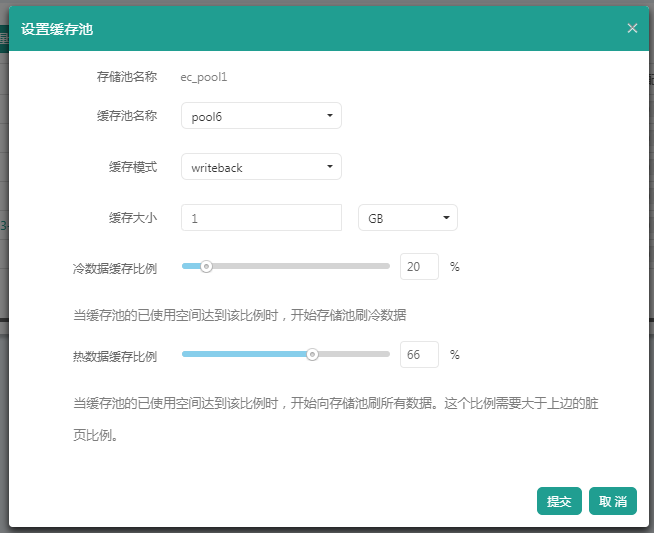 设置缓存池
存储池名称 ec_pool1
缓存池名称 pool6
缓存模式 writeback
缓存大小 1 GB
冷数据缓存比例 20 %
当缓存池的已使用空间达到该比例时，开始存储池刷冷数据
热数据缓存比例 66 %
当缓存池的已使用空间达到该比例时，开始向存储池刷所有数据。这个比例需要大于上边的脏
页比例。
提交 取消